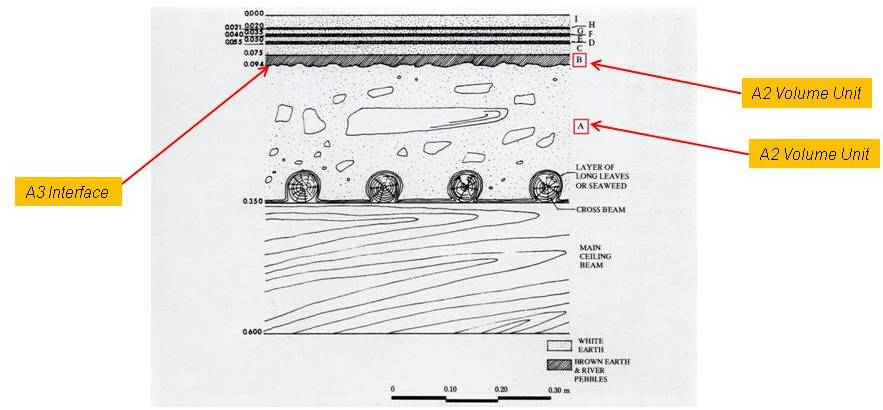 0.000
I
0.021
0.020
H
0.035
G
0.040
F
0.050
E
0.055
D
C
0.075
B
0.094
A2 Volume Unit
A
A2 Volume Unit
LAYER OF
LONG LEAVES
OR SEAWEED
A3 Interface
0.350
CROSS BEAM
MAIN
CEILING
BEAM
0.600
WHITE
EARTH
BROWN EARTH
& RIVER
PEBBLES
0
0.10
0.20
0.30 m